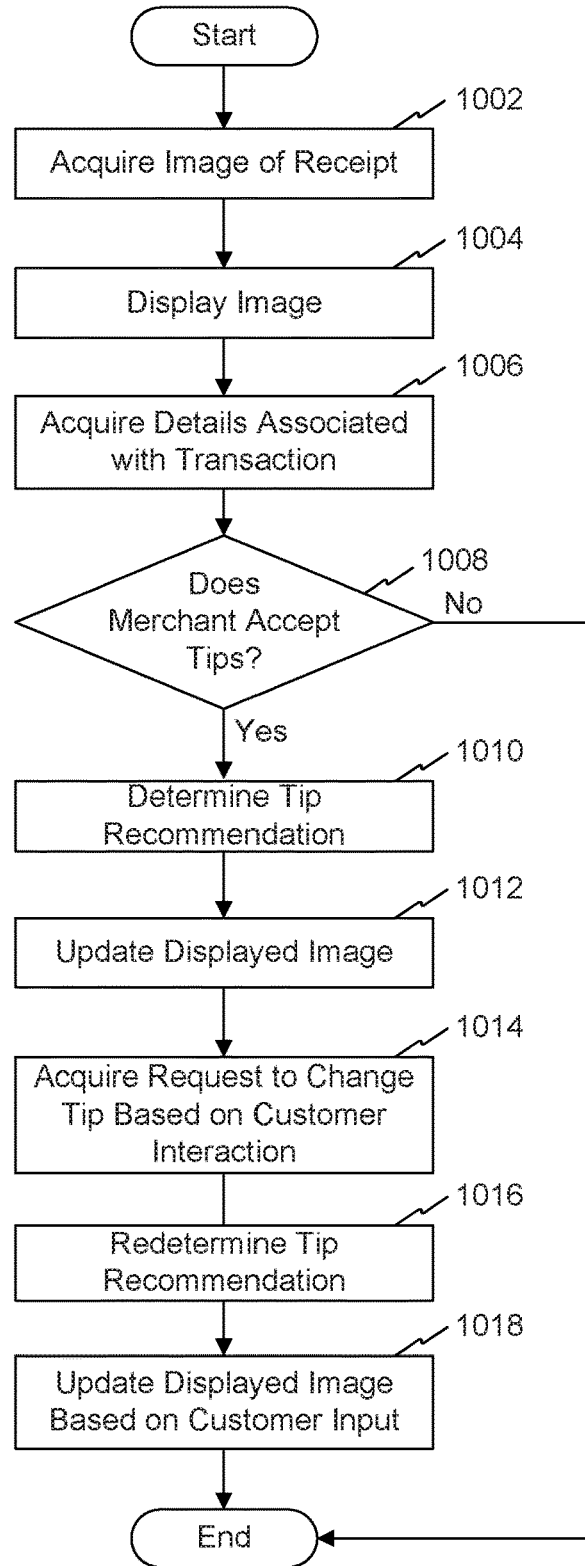 Start
1002
Acquire Image of Receipt
1004
Display Image
1006
Acquire Details Associated
with Transaction
1008
Does
Merchant Accept
Tips?
No
Yes
1010
Determine Tip
Recommendation
1012
Update Displayed Image
1014
Acquire Request to Change
Tip Based on Customer
Interaction
1016
Redetermine Tip
Recommendation
1018
Update Displayed Image
Based on Customer Input
End